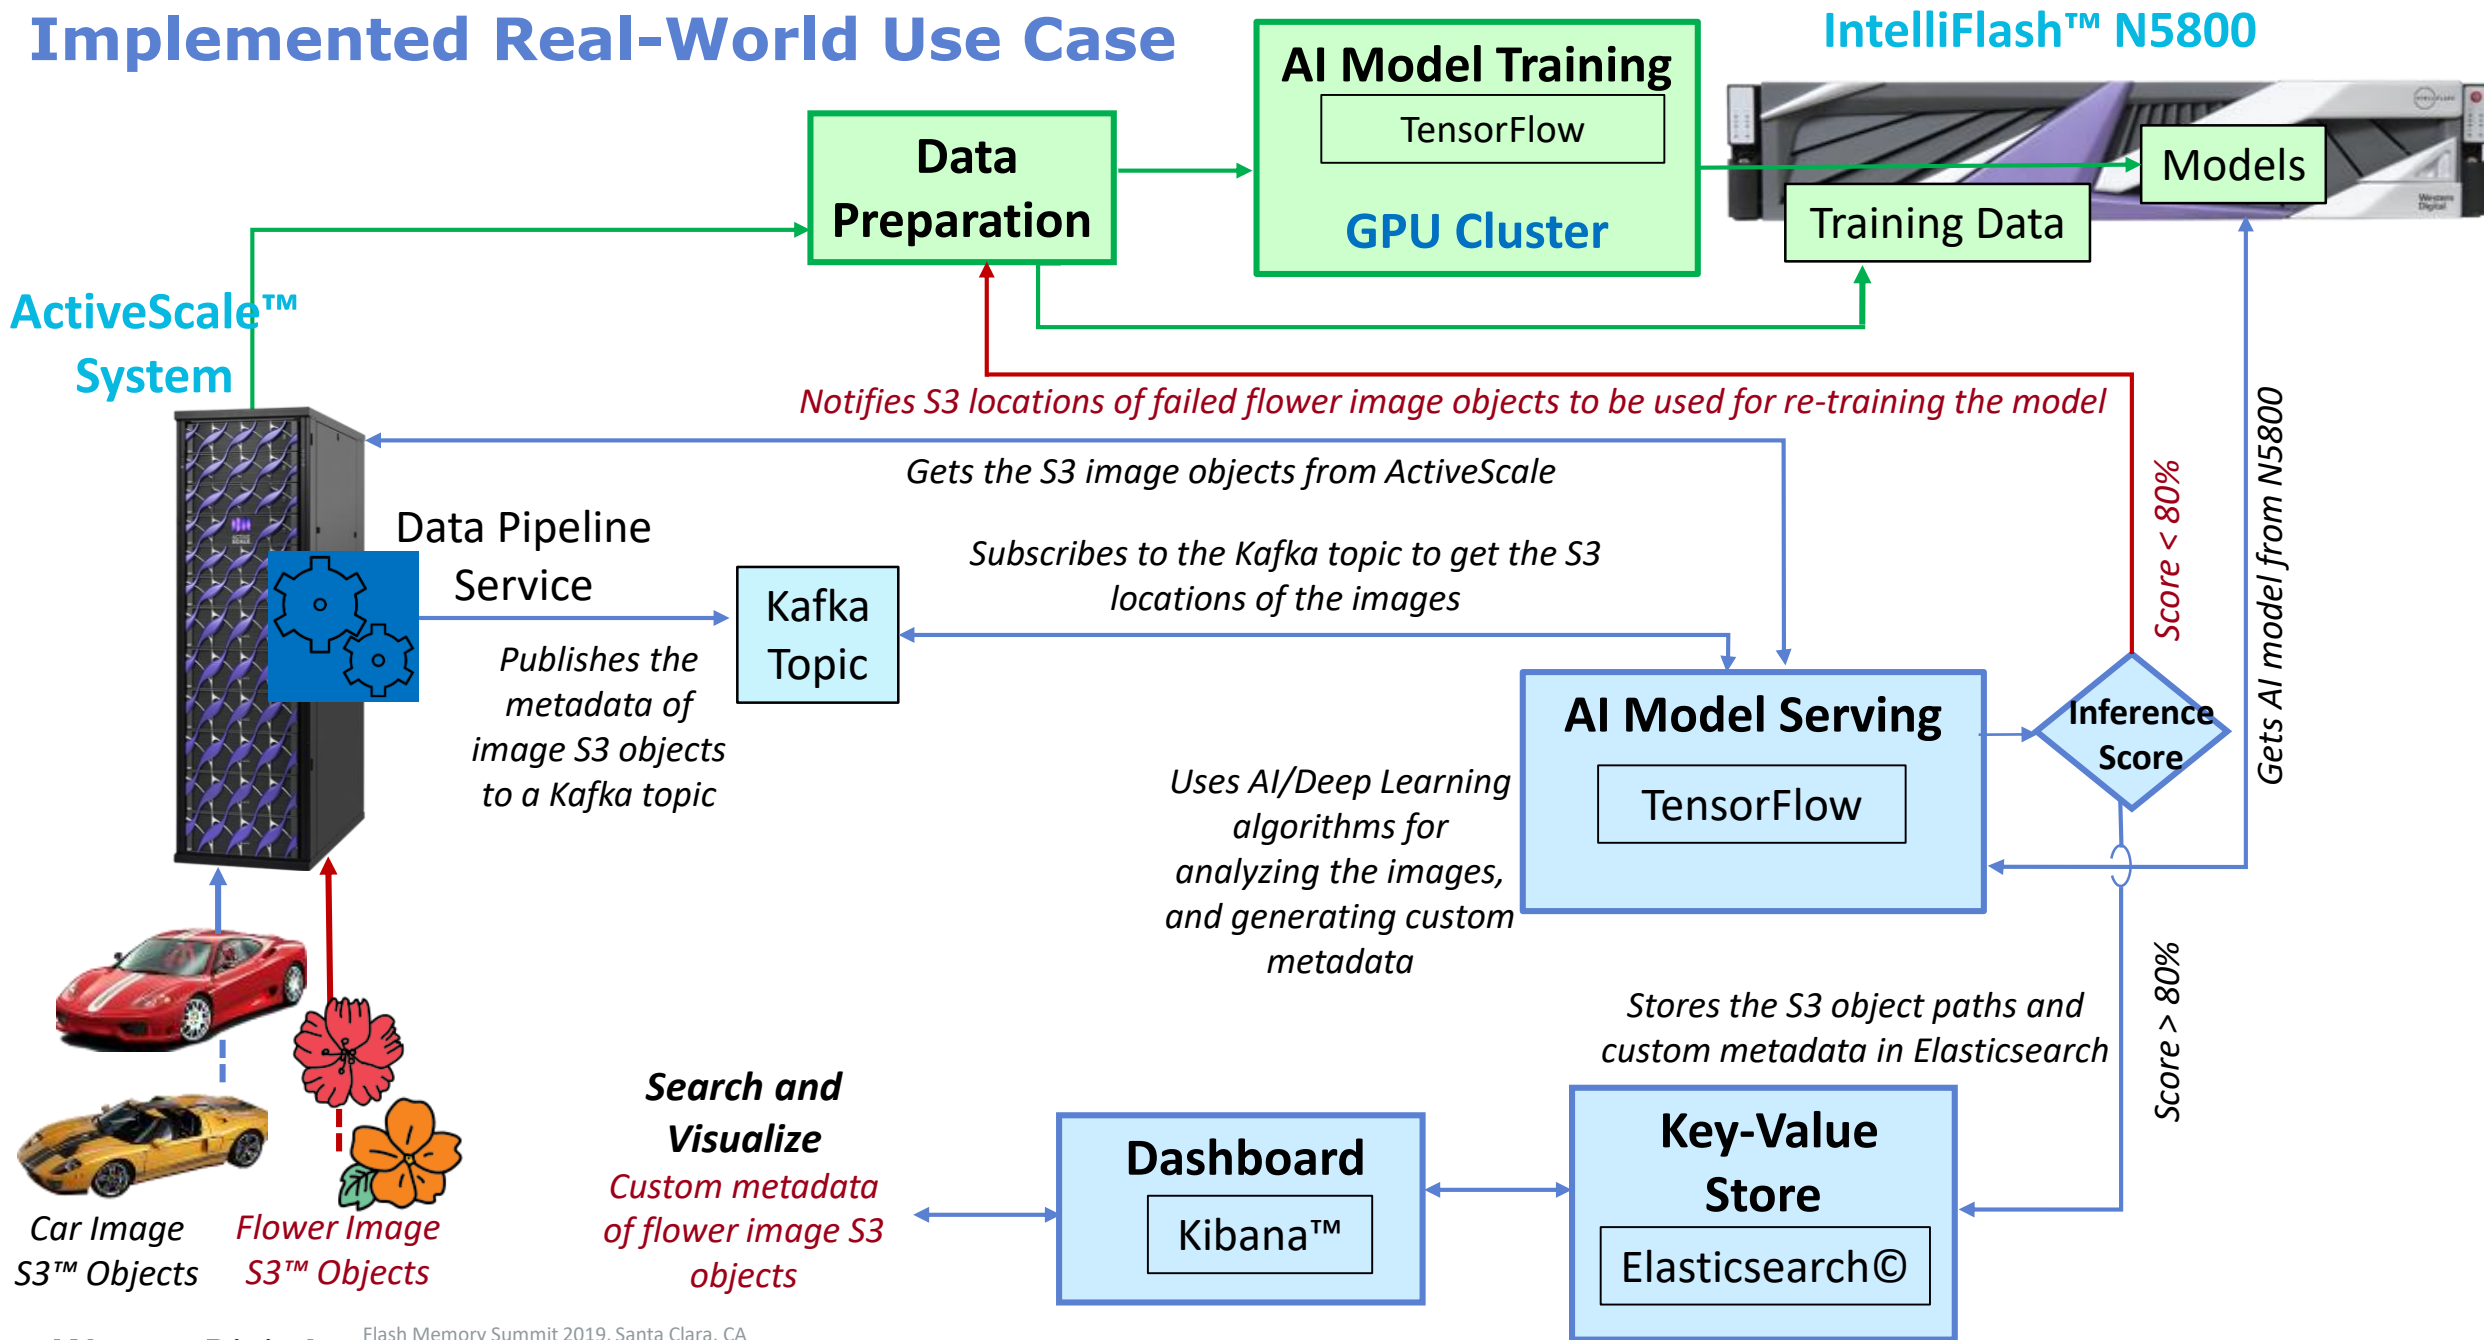 Implemented Real-World Use Case
IntelliFlash™ N5800
AI Model Training
TensorFlow
GPU Cluster
Data
Preparation
Models
Training Data
Western
Digital
ActiveScale™
System
Notifies S3 locations of failed flower image objects to be used for re-training the model
Gets the S3 image objects from ActiveScale
Data Pipeline
Service
Subscribes to the Kafka topic to get the S3
locations of the images
Kafka
Topic
Publishes the
metadata of
image S3 objects
to a Kafka topic
Score < 80%
Gets AI model from N5800
AI Model Serving
TensorFlow
Inference
Score
Uses AI/Deep Learning
algorithms for
analyzing the images,
and generating custom
metadata
Score > 80%
Stores the S3 object paths and
custom metadata in Elasticsearch
Search and
Visualize
Custom metadata
of flower image S3
objects
Dashboard
Kibana™
Key-Value
Store
Elasticsearch©
Car Image
S3™ Objects
Flower Image
S3™ Objects
Flash Memory Summit 2019, Santa Clara, CA